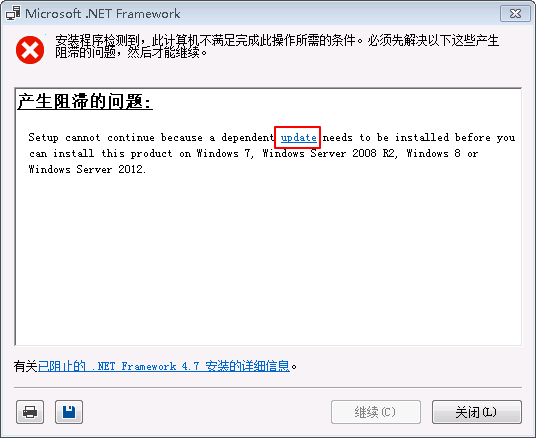 Microsoft .NET Framework
安装程序检测到，此计算机不满足完成此操作所需的条件。必须先解决以下这些产生
阻滞的问题，然后才能继续。
产生阻滞的问题:
Setup cannot continue because a dependent update needs to be installed before you
can install this product on Windows 7, Windows Server 2008 R2, Windows 8 or
Windows Server 2012.
有关已阻止的 .NET Framework 4.7 安装的详细信息。
继续(C)
关闭(L)